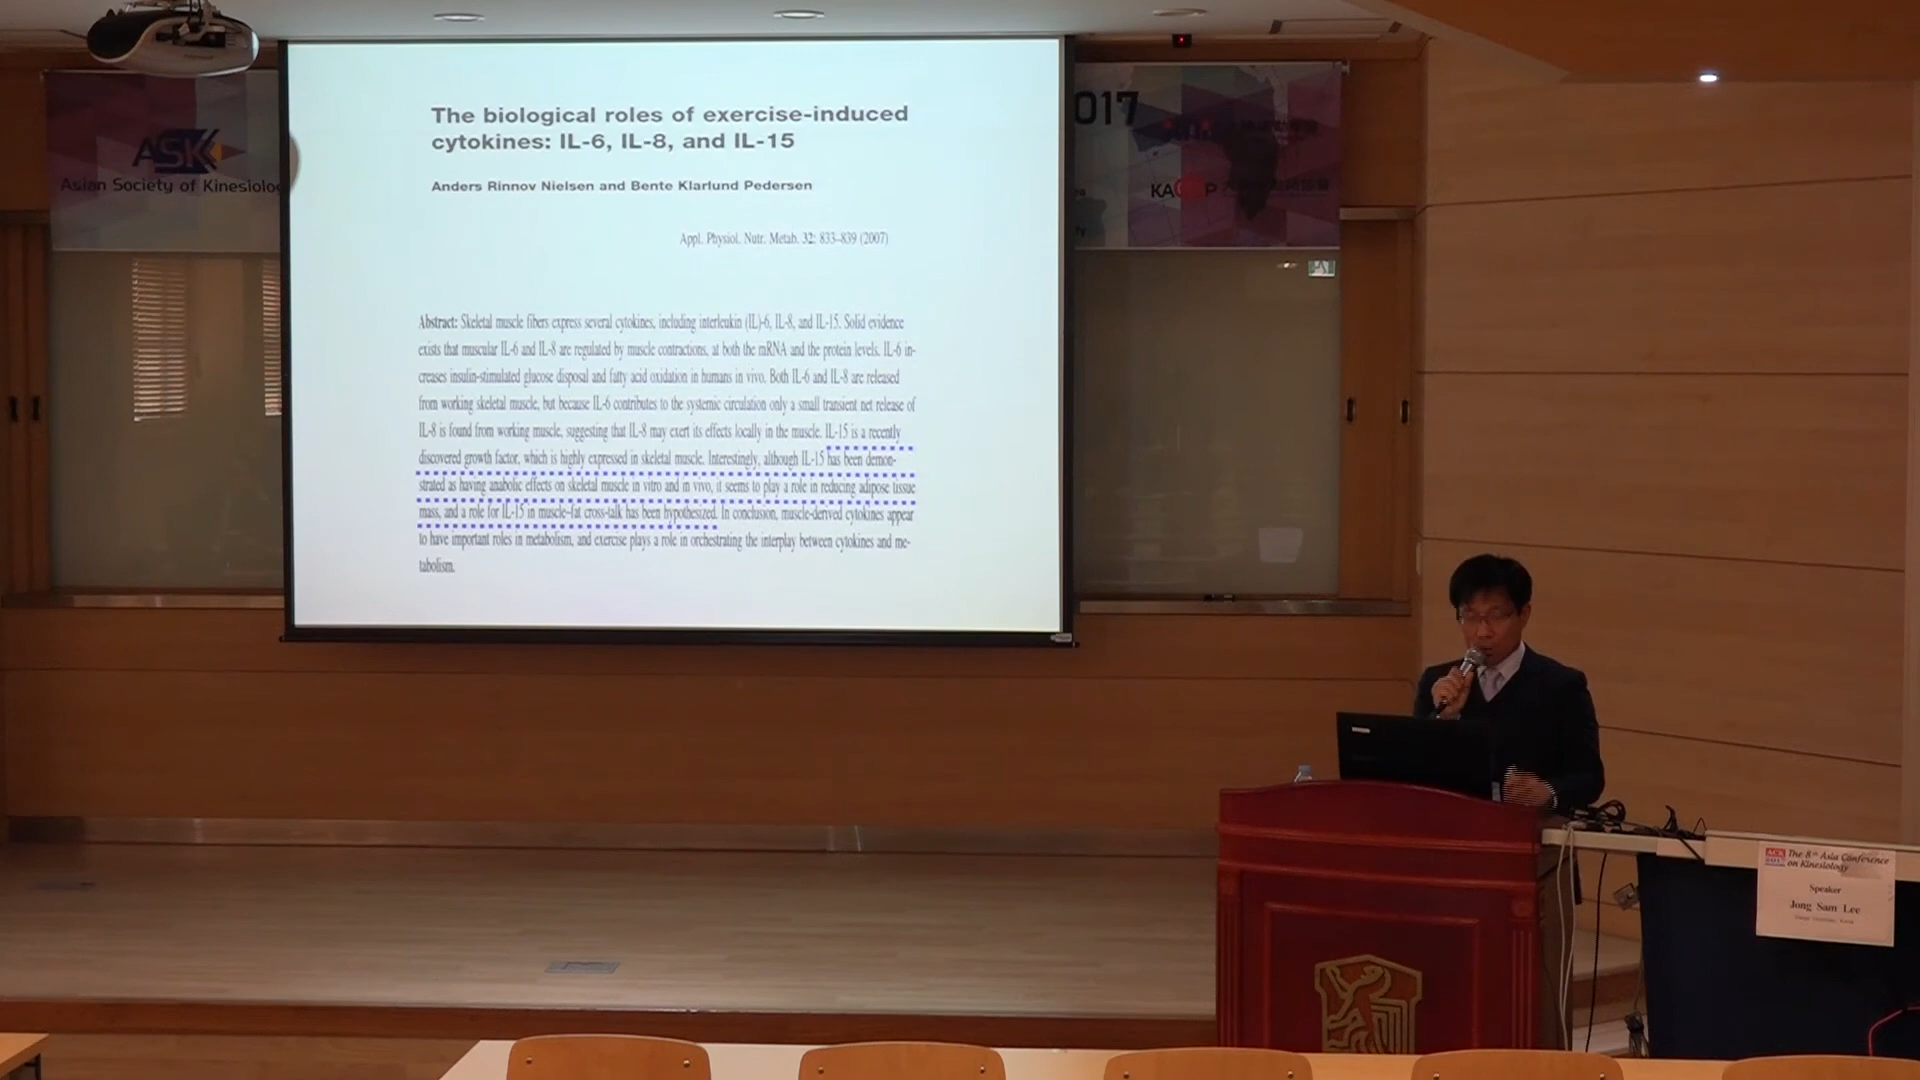 ASK
Asian Society of Kinesiolo
The biological roles of exercise-induced
cytokines: IL-6, IL-8, and IL-15
Anders Rinnov Nielsen and Bente Klarlund Pedersen
Appl. Physiol. Nutr. Metab. 32: 833–839 (2007)
Abstract: Skeletal muscle fibers express several cytokines, including interleukin (IL)-6, IL-8, and IL-15. Solid evidence
exists that muscular IL-6 and IL-8 are regulated by muscle contractions, at both the mRNA and the protein levels. IL-6 in-
creases insulin-stimulated glucose disposal and fatty acid oxidation in humans in vivo. Both IL-6 and IL-8 are released
from working skeletal muscle, but because IL-6 contributes to the systemic circulation only a small transient net release of
IL-8 is found from working muscle, suggesting that IL-8 may exert its effects locally in the muscle. IL-15 is a recently
discovered growth factor, which is highly expressed in skeletal muscle. Interestingly, although IL-15 has been demon-
strated as having anabolic effects on skeletal muscle in vitro and in vivo, it seems to play a role in reducing adipose tissue
mass, and a role for IL-15 in muscle–fat cross-talk has been hypothesized. In conclusion, muscle-derived cytokines appear
to have important roles in metabolism, and exercise plays a role in orchestrating the interplay between cytokines and me-
tabolism.
017
KA P
The 8th Asia Conference
on Kinesiology
Speaker
Jong Sam Lee